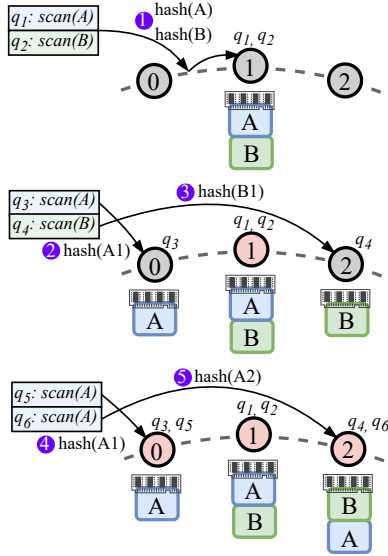 q1: scan(A)
q2: scan(B)
1 hash(A)
hash(B)
q1, q2
0
1
2
A
B
q3: scan(A)
q4: scan(B)
3 hash(B1)
2 hash(A1)
q3
q1, q2
q4
0
1
2
A
A
B
B
q5: scan(A)
q6: scan(A)
5 hash(A2)
4 hash(A1)
q3, q5
q1, q2
q4, q6
0
1
2
A
A
B
B
A